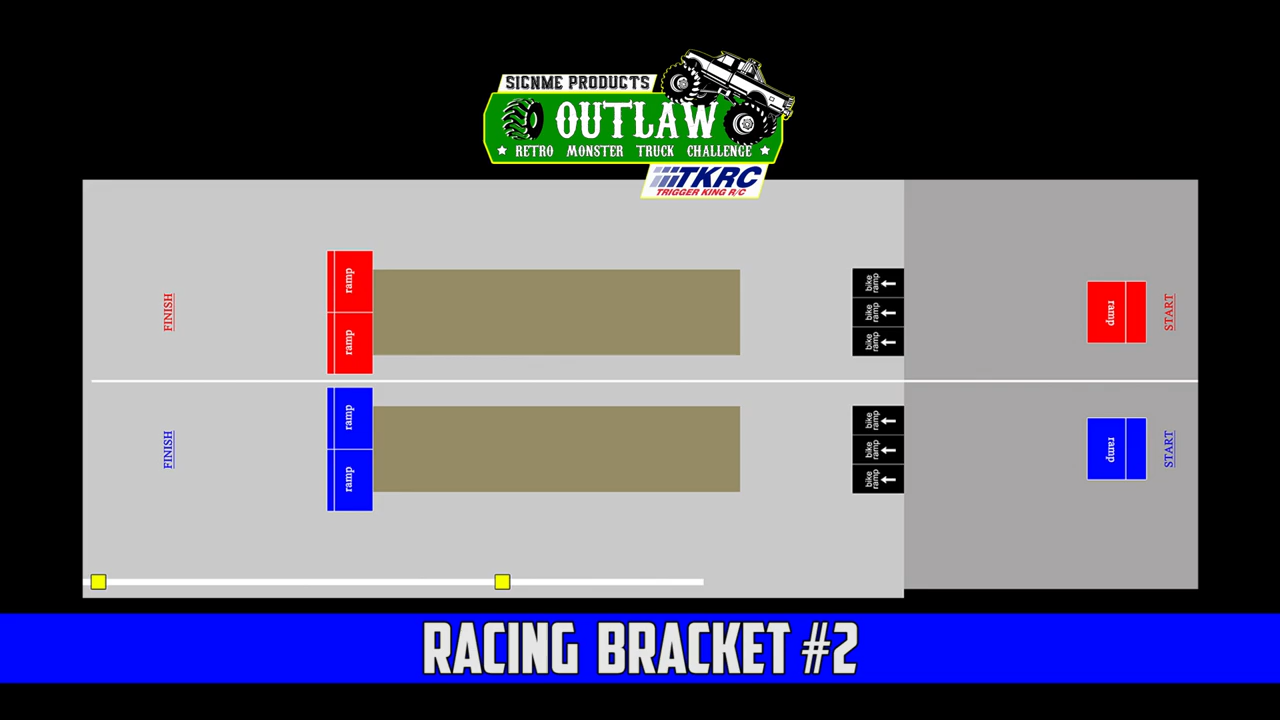 SICNME PRODUCTS
OUTLAW
RETRO MONSTER TRUCK CHALLENGE
TKRC
TRIGGER KING R/C
FINISH
ramp
ramp
bike ramp
bike ramp
bike ramp
ramp
START
FINISH
ramp
ramp
bike ramp
bike ramp
bike ramp
ramp
START
RACING BRACKET #2